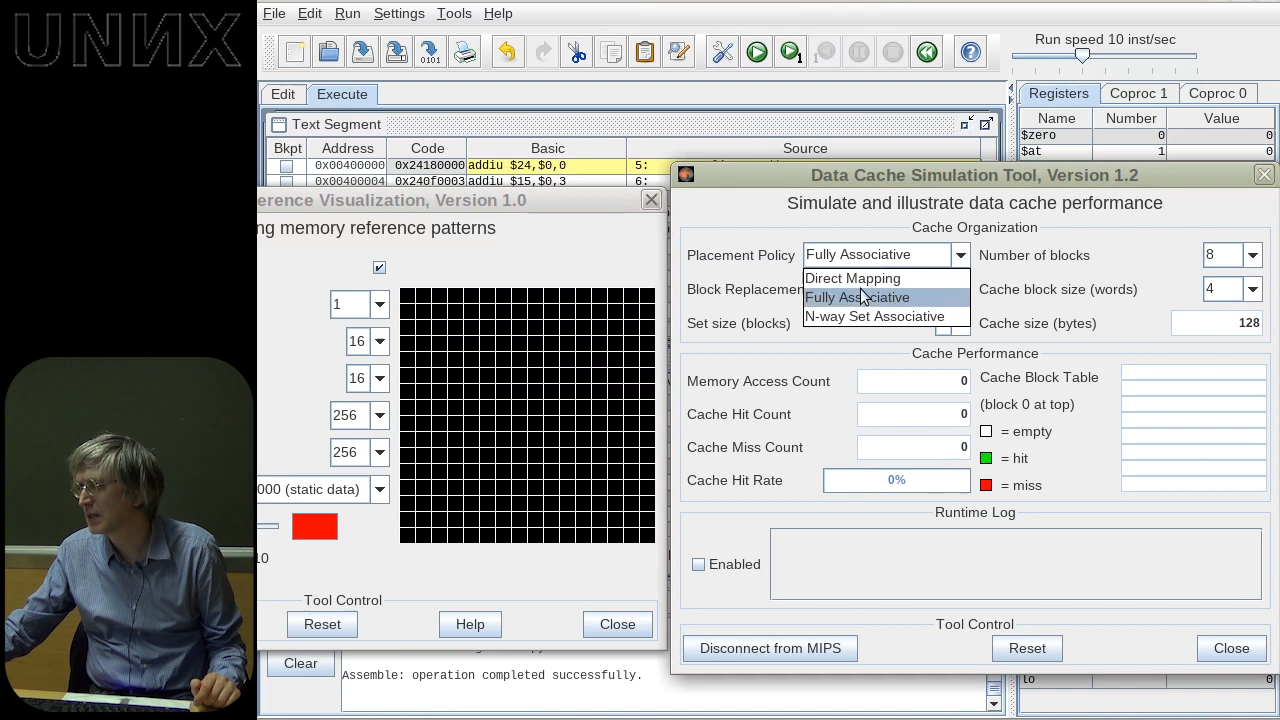 UNИX
File Edit Run Settings Tools Help
Run speed 10 inst/sec
0101
1
Edit Execute
Registers Coproc 1 Coproc 0
Text Segment
Name Number Value
Bkpt Address Code Basic Source
$zero 0 0
$at 1 0
0x00400000 0x24180000 addiu $24,$0,0 5:
0x00400004 0x240f0003 addiu $15,$0,3 6:
erence Visualization, Version 1.0
ng memory reference patterns
1
16
16
256
256
000 (static data)
10
Tool Control
Reset Help Close
Clear
Assemble: operation completed successfully.
Data Cache Simulation Tool, Version 1.2
Simulate and illustrate data cache performance
Cache Organization
Placement Policy Fully Associative Number of blocks 8
Direct Mapping
Fully Associative
N-way Set Associative
Block Replacemen Cache block size (words) 4
Set size (blocks) Cache size (bytes) 128
Cache Performance
Memory Access Count 0 Cache Block Table
(block 0 at top)
Cache Hit Count 0
= empty
Cache Miss Count 0
= hit
Cache Hit Rate 0%
= miss
Runtime Log
Enabled
Tool Control
Disconnect from MIPS Reset Close
lo 0